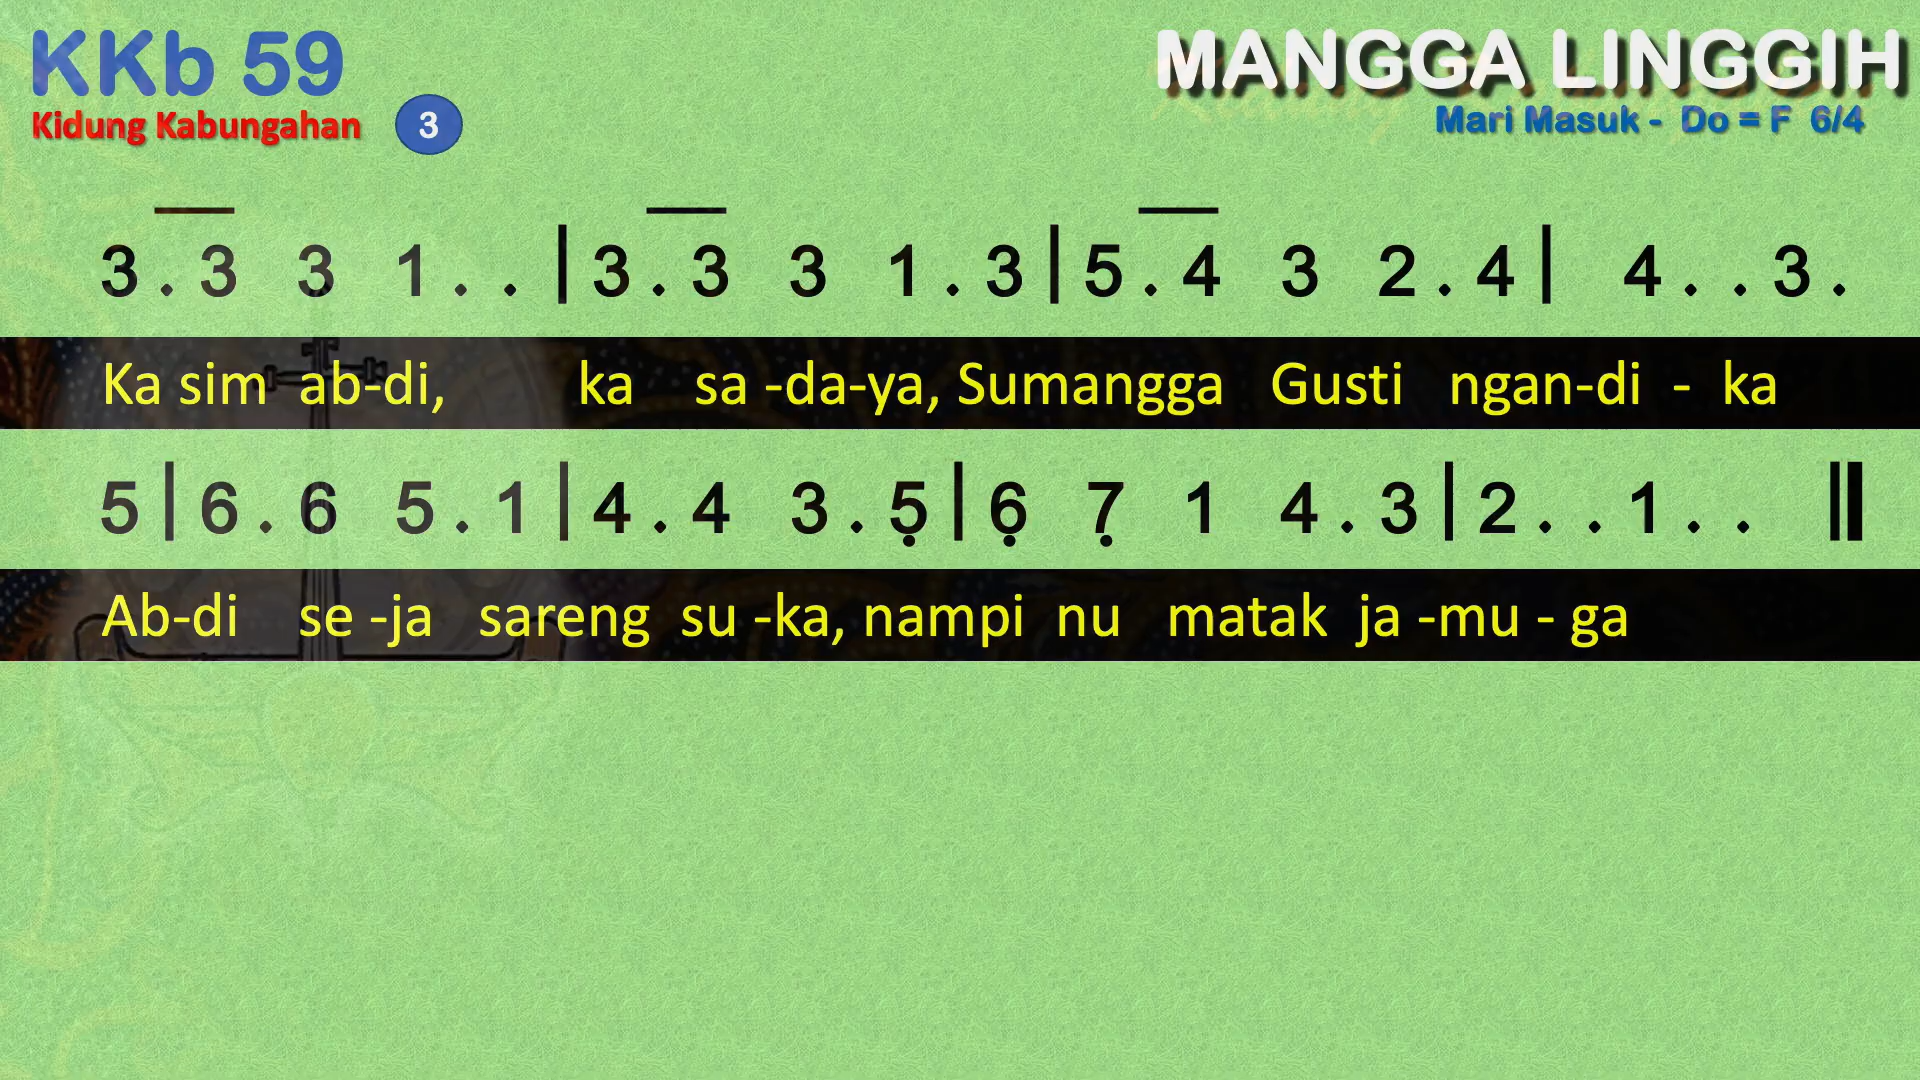 KKb 59
MANGGA LINGGIH
Kidung Kabungahan
3
Mari Masuk - Do = F 6/4
3 . 3 3 1 . . | 3 . 3 3 1 . 3 | 5 . 4 3 2 . 4 | 4 . . 3 .
Ka sim ab-di, ka sa -da-ya, Sumangga Gusti ngan-di - ka
5 | 6 . 6 5 . 1 | 4 . 4 3 . 5̣ | 6̣ 7̣ 1 4 . 3 | 2 . . 1 . . ||
Ab-di se -ja sareng su -ka, nampi nu matak ja -mu - ga